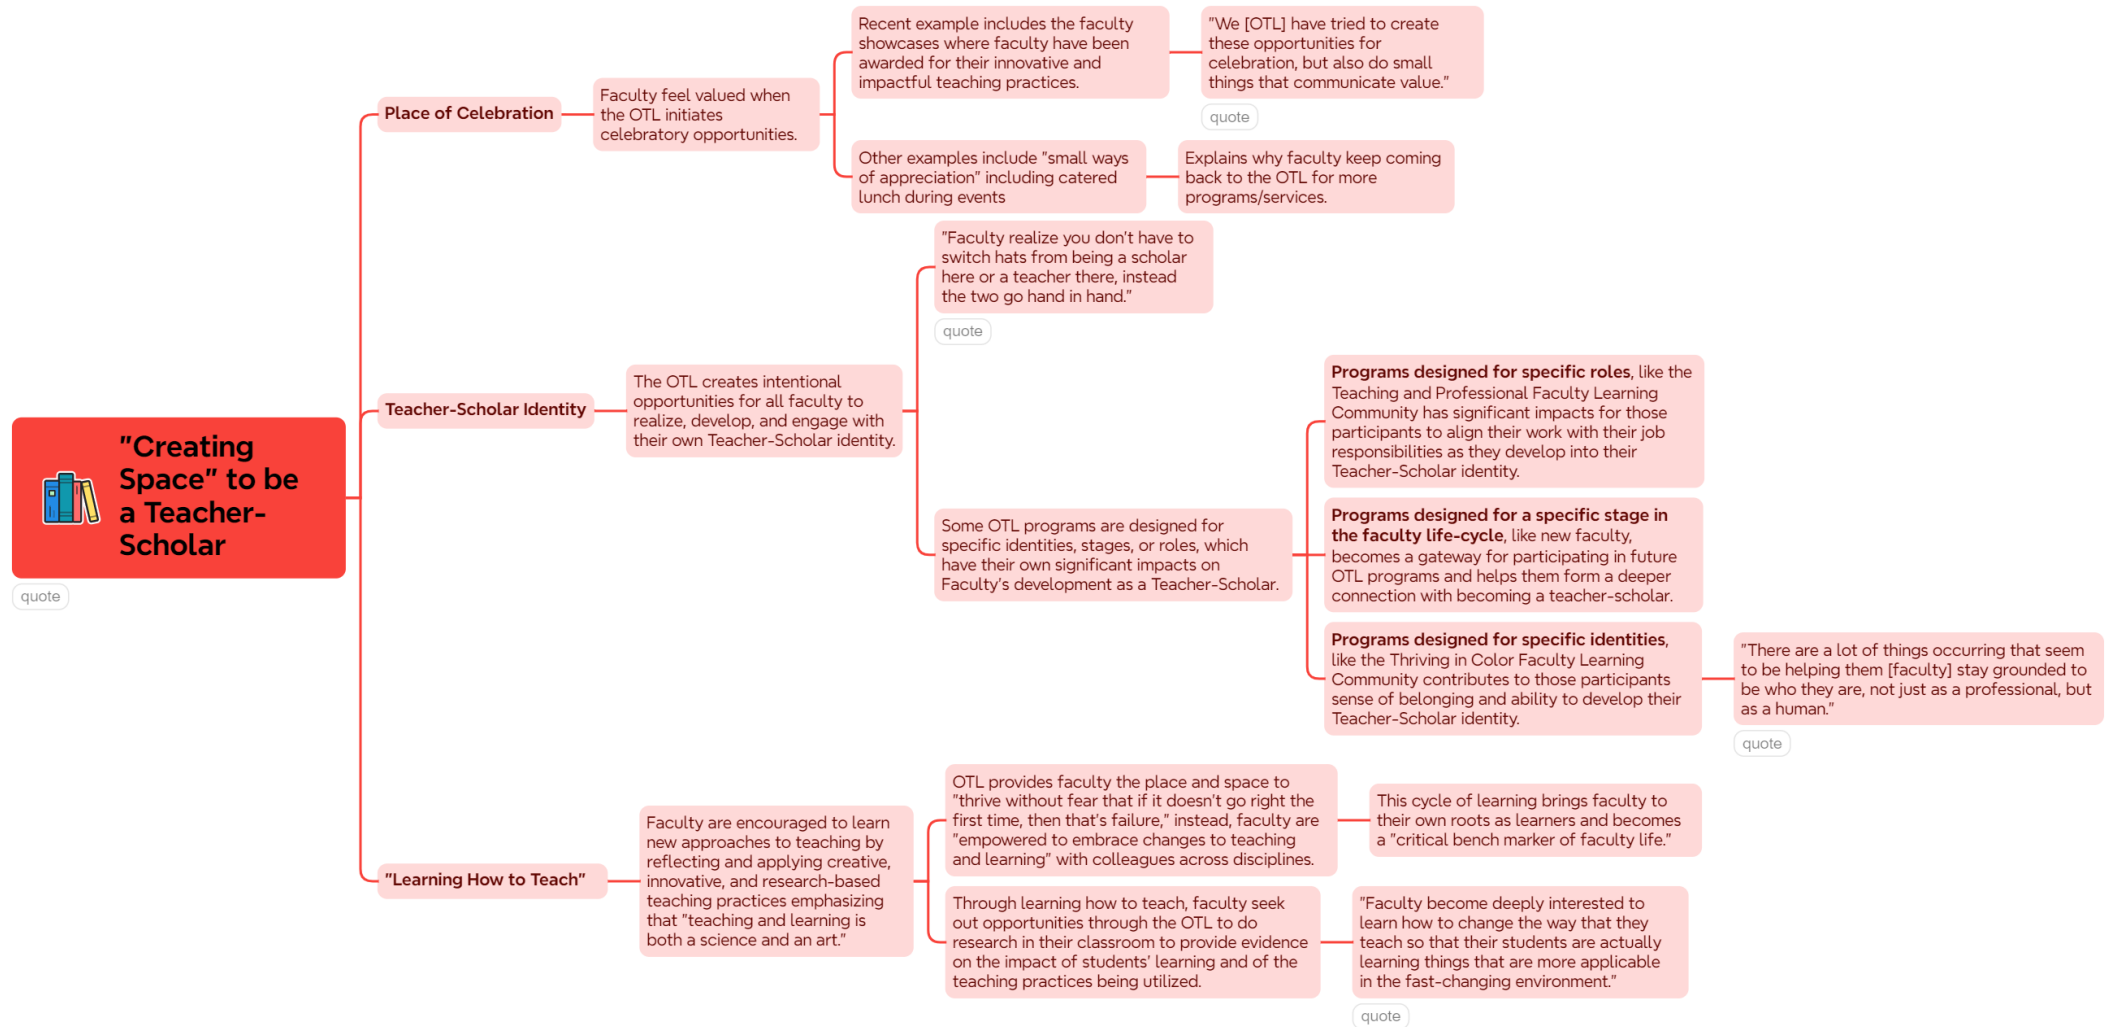 "Creating
Space" to be
a Teacher-
Scholar
quote
Place of Celebration
Faculty feel valued when
the OTL initiates
celebratory opportunities.
Recent example includes the faculty
showcases where faculty have been
awarded for their innovative and
impactful teaching practices.
"We [OTL] have tried to create
these opportunities for
celebration, but also do small
things that communicate value."
quote
Other examples include "small ways
of appreciation" including catered
lunch during events
Explains why faculty keep coming
back to the OTL for more
programs/services.
Teacher-Scholar Identity
The OTL creates intentional
opportunities for all faculty to
realize, develop, and engage with
their own Teacher-Scholar identity.
"Faculty realize you don't have to
switch hats from being a scholar
here or a teacher there, instead
the two go hand in hand."
quote
Some OTL programs are designed for
specific identities, stages, or roles, which
have their own significant impacts on
Faculty's development as a Teacher-Scholar.
Programs designed for specific roles, like the
Teaching and Professional Faculty Learning
Community has significant impacts for those
participants to align their work with their job
responsibilities as they develop into their
Teacher-Scholar identity.
Programs designed for a specific stage in
the faculty life-cycle, like new faculty,
becomes a gateway for participating in future
OTL programs and helps them form a deeper
connection with becoming a teacher-scholar.
Programs designed for specific identities,
like the Thriving in Color Faculty Learning
Community contributes to those participants
sense of belonging and ability to develop their
Teacher-Scholar identity.
"There are a lot of things occurring that seem
to be helping them [faculty] stay grounded to
be who they are, not just as a professional, but
as a human."
quote
"Learning How to Teach"
Faculty are encouraged to learn
new approaches to teaching by
reflecting and applying creative,
innovative, and research-based
teaching practices emphasizing
that "teaching and learning is
both a science and an art."
OTL provides faculty the place and space to
"thrive without fear that if it doesn't go right the
first time, then that's failure," instead, faculty are
"empowered to embrace changes to teaching
and learning" with colleagues across disciplines.
This cycle of learning brings faculty to
their own roots as learners and becomes
a "critical bench marker of faculty life."
Through learning how to teach, faculty seek
out opportunities through the OTL to do
research in their classroom to provide evidence
on the impact of students' learning and of the
teaching practices being utilized.
"Faculty become deeply interested to
learn how to change the way that they
teach so that their students are actually
learning things that are more applicable
in the fast-changing environment."
quote